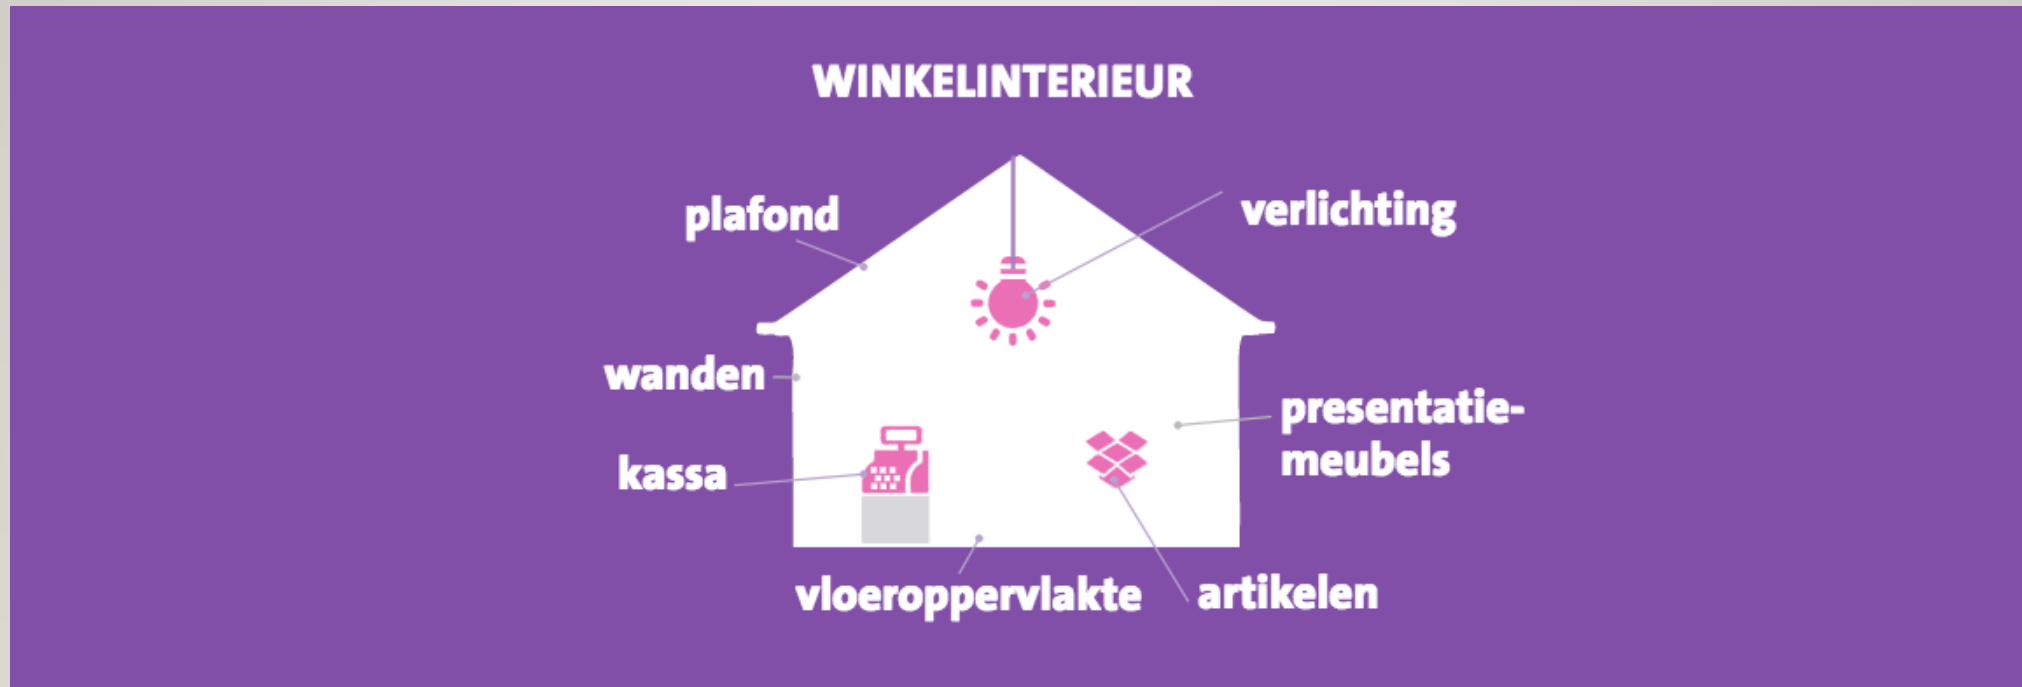 WINKELINTERIEUR
plafond
verlichting
wanden
presentatie-
meubels
kassa
vloeroppervlakte
artikelen